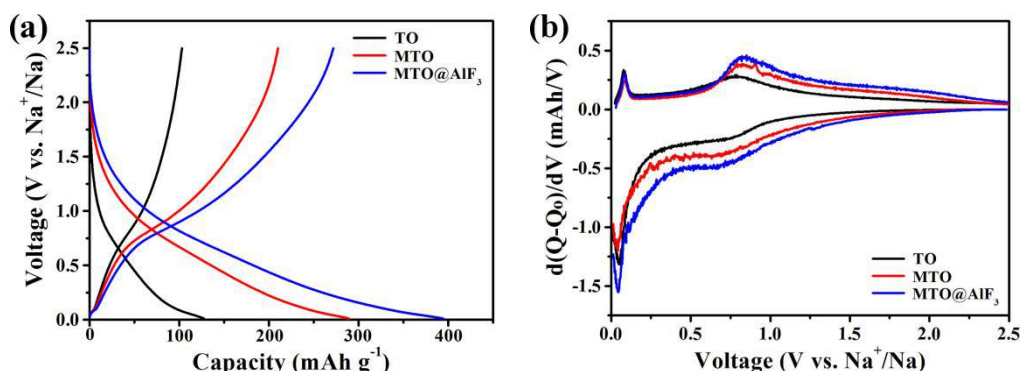 (a)
TO
MTO
MTO@AlF₃
2.5
2.0
1.5
1.0
0.5
0.0
Voltage (V vs. Na⁺/Na)
0 100 200 300 400
Capacity (mAh g⁻¹)
(b)
0.5
0.0
-0.5
-1.0
-1.5
d(Q-Q₀)/dV (mAh/V)
TO
MTO
MTO@AlF₃
0.0 0.5 1.0 1.5 2.0 2.5
Voltage (V vs. Na⁺/Na)